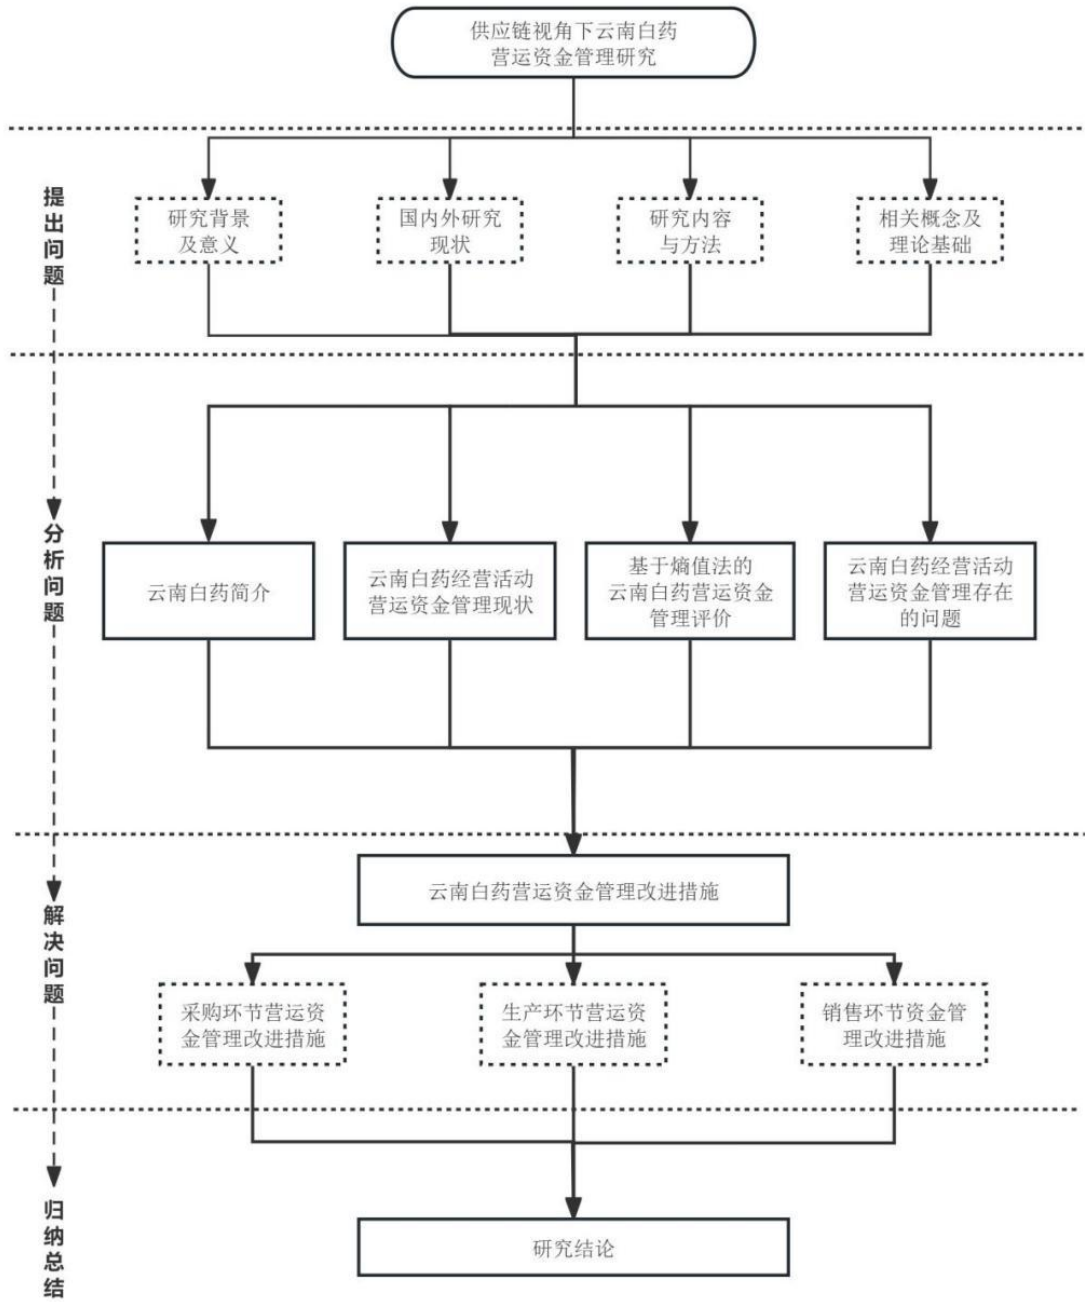 供应链视角下云南白药
营运资金管理研究
提出问题
研究背景
及意义
国内外研究
现状
研究内容
与方法
相关概念及
理论基础
分析问题
云南白药简介
云南白药经营活动
营运资金管理现状
基于熵值法的
云南白药营运资金
管理评价
云南白药经营活动
营运资金管理存在
的问题
解决问题
云南白药营运资金管理改进措施
采购环节营运资
金管理改进措施
生产环节营运资
金管理改进措施
销售环节资金管
理改进措施
归纳总结
研究结论